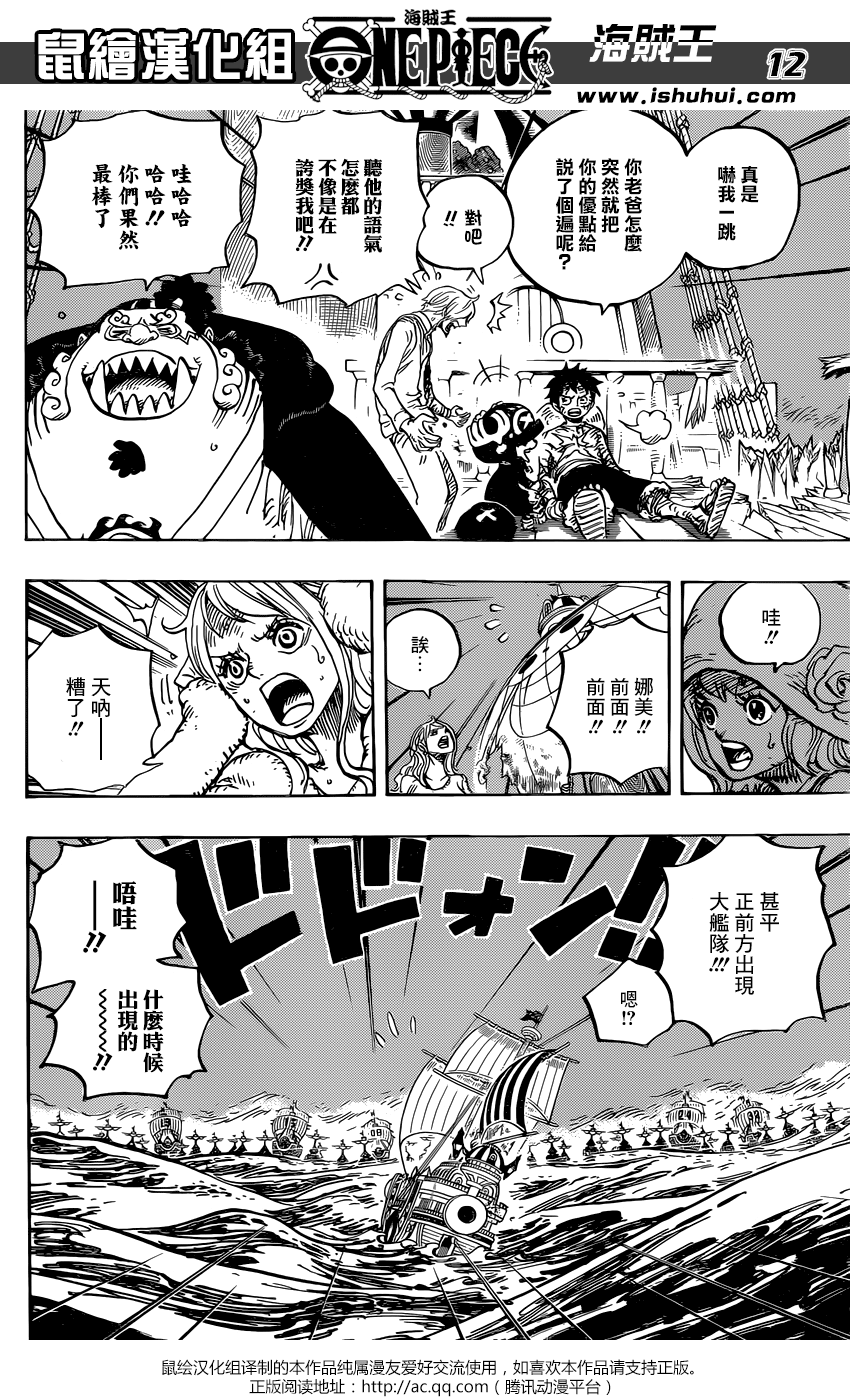 鼠繪漢化組
海賊王
ONE PIECE
海賊王
12
www.ishuhui.com
真是
嚇我一跳
你老爸怎麼
突然就把
你的優點給
説了個遍呢?
對吧
!!
聽他的語氣
怎麼都
不像是在
誇獎我吧!!
哇哈哈
哈哈!!
你們果然
最棒了
哇!!
娜美!!
前面!!
前面!!
誒…
天吶——
糟了!!
甚平
正前方出現
大艦隊!!!
嗯!?
ドドドォン!!
唔哇
——!!
什麼時候
出現的
~~~~!!
鼠绘汉化组译制的本作品纯属漫友爱好交流使用，如喜欢本作品请支持正版。
正版阅读地址：http://ac.qq.com（腾讯动漫平台）